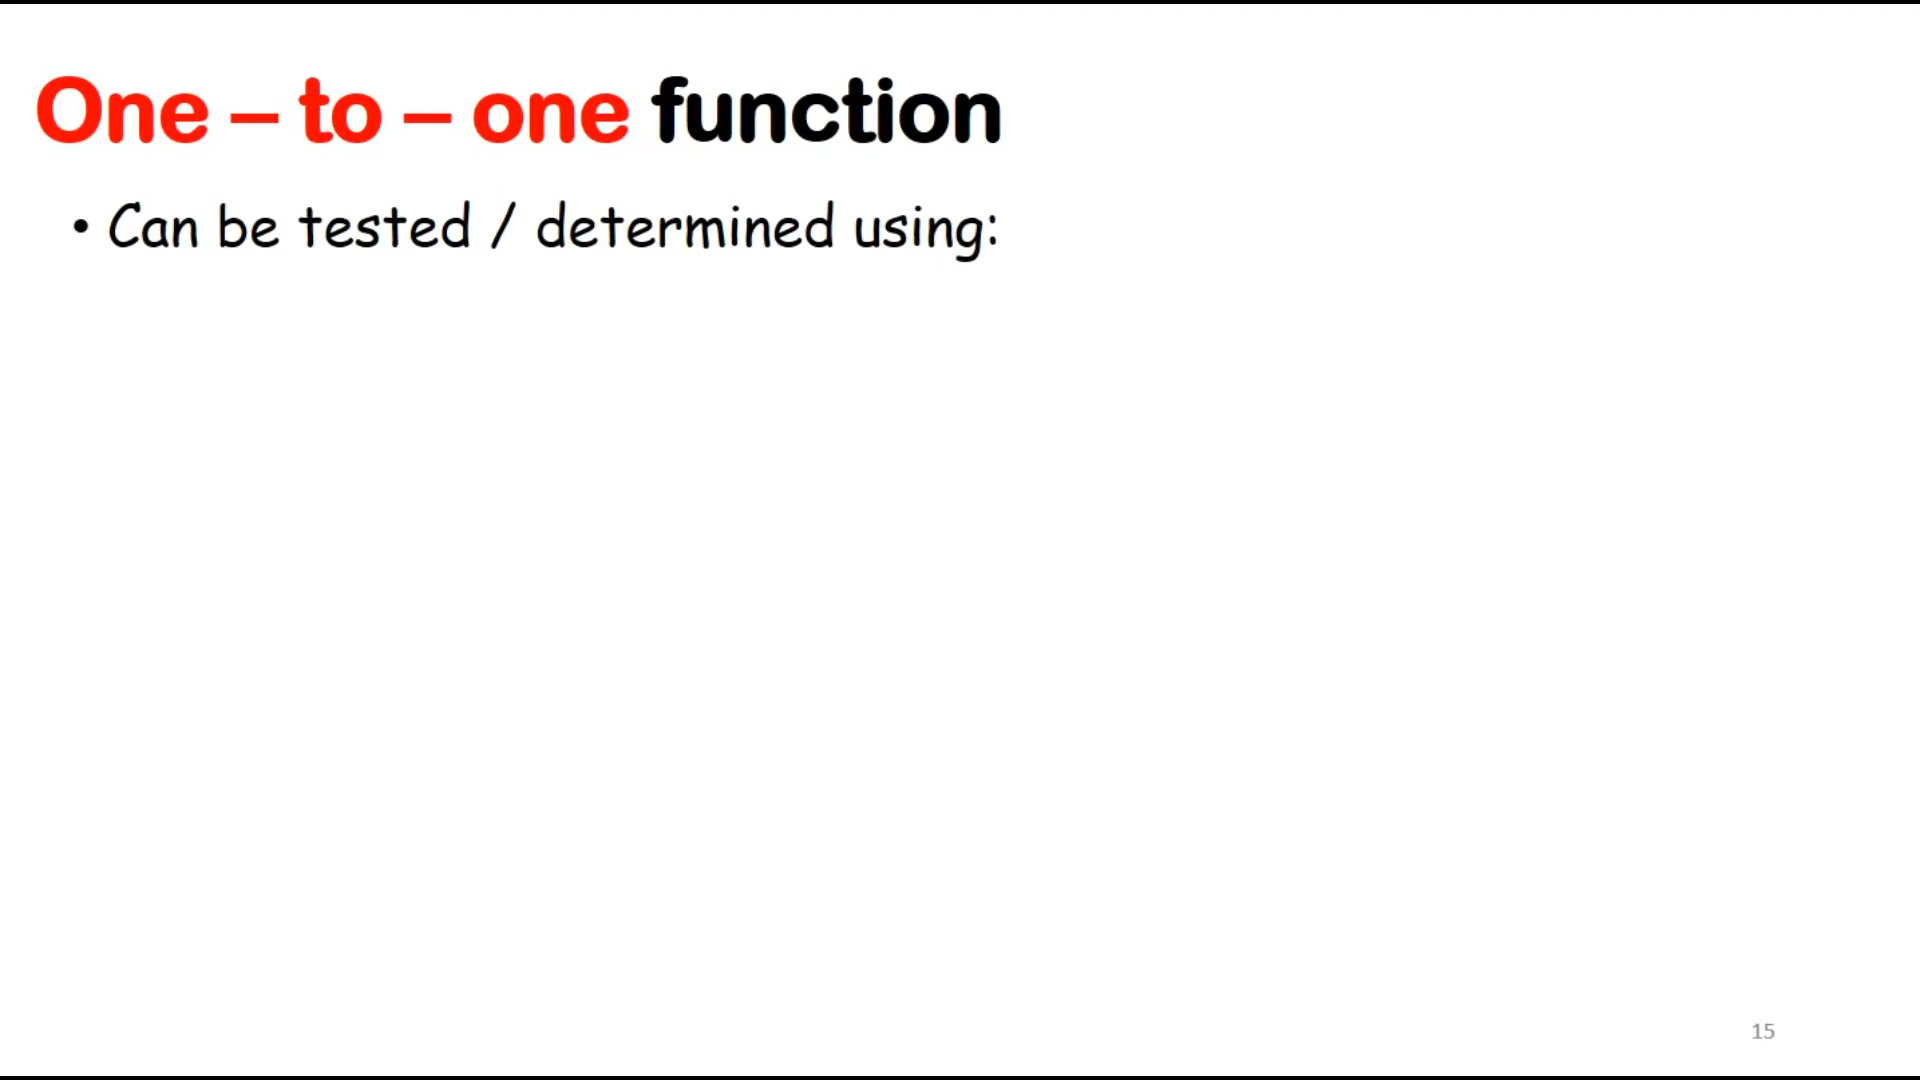 One – to – one function
• Can be tested / determined using:
15